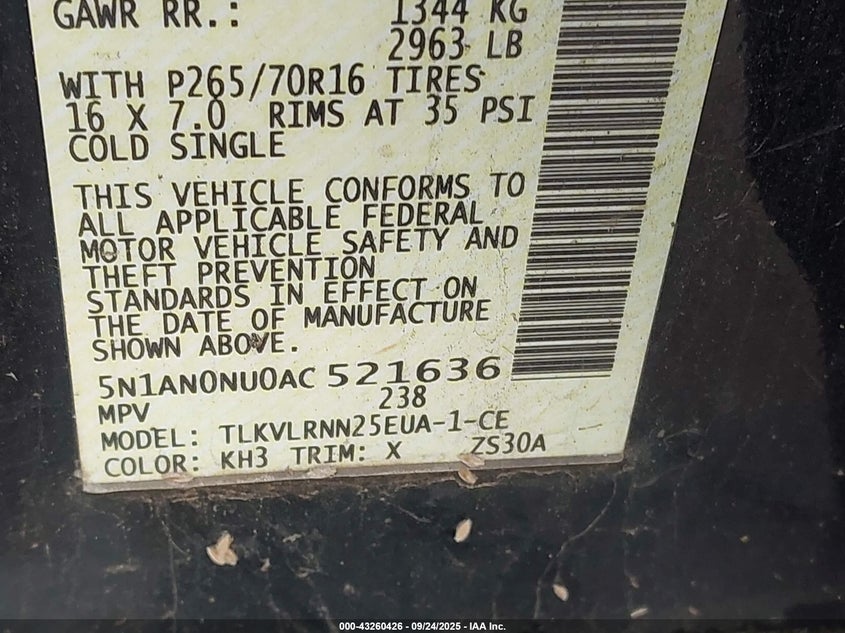 GAWR RR.: 1344 KG
2963 LB
WITH P265/70R16 TIRES
16 X 7.0 RIMS AT 35 PSI
COLD SINGLE
THIS VEHICLE CONFORMS TO
ALL APPLICABLE FEDERAL
MOTOR VEHICLE SAFETY AND
THEFT PREVENTION
STANDARDS IN EFFECT ON
THE DATE OF MANUFACTURE
SHOWN ABOVE.
5N1AN0NU0AC 521636
MPV 238
MODEL: TLKVLRNN25EUA-1-CE
COLOR: KH3 TRIM: X ZS30A
000-43260426 - 09/24/2025 - IAA Inc.